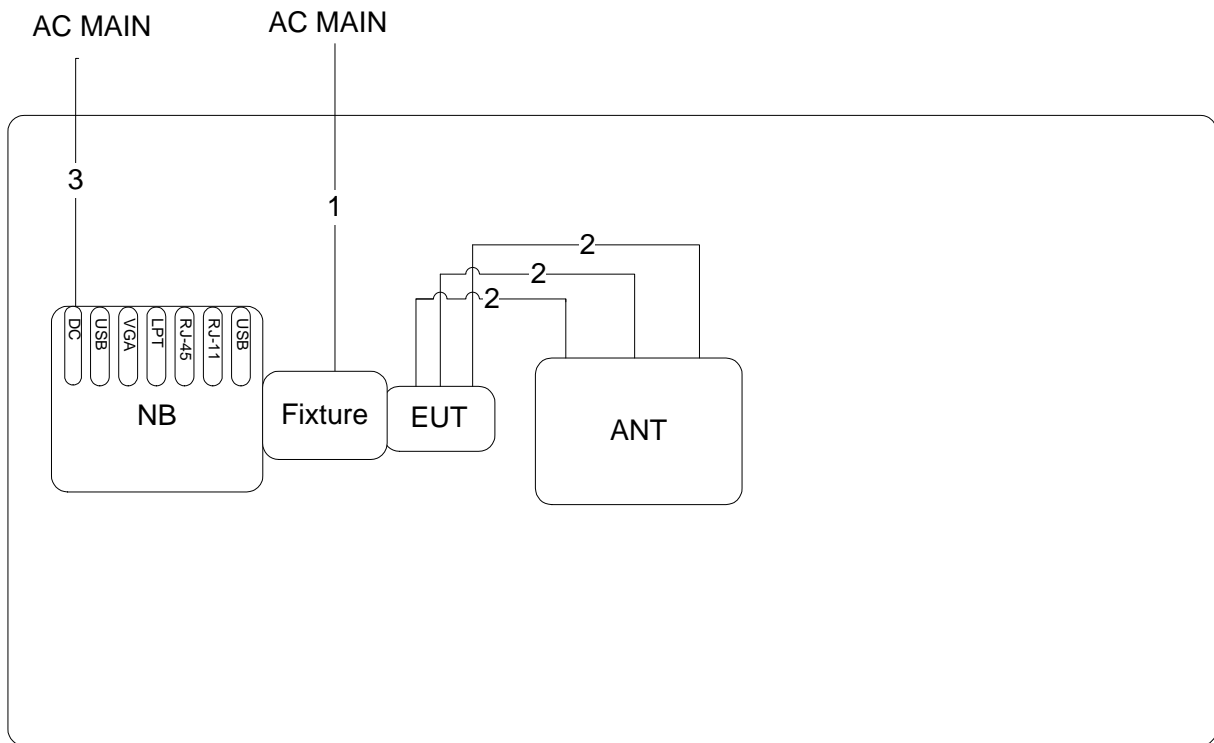 AC MAIN
AC MAIN
3
1
2
2
2
DC
USB
VGA
LPT
RJ-45
RJ-11
USB
NB
Fixture
EUT
ANT